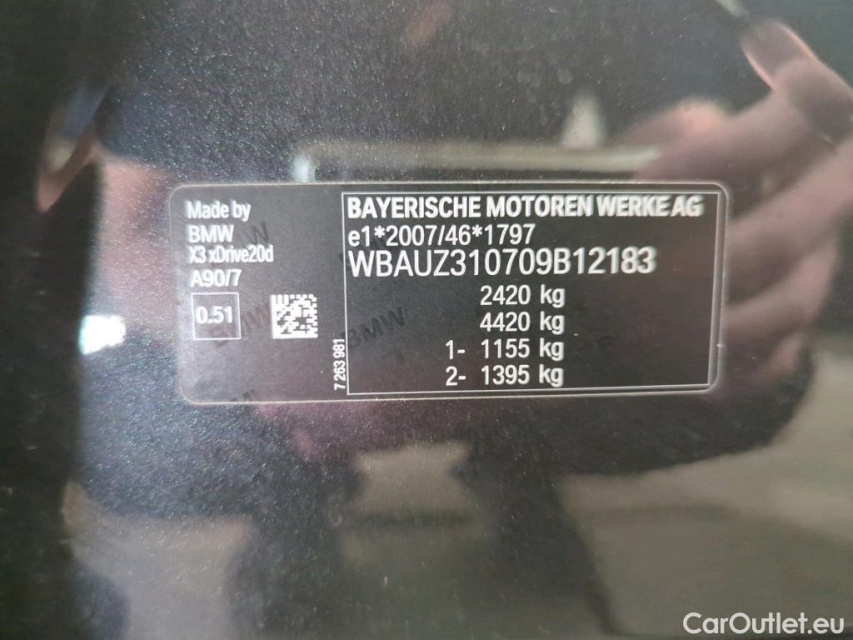 Made by
BMW
X3 xDrive20d
A90/7
0.51
7 263 981
BAYERISCHE MOTOREN WERKE AG
e1*2007/46*1797
WBAUZ310709B12183
2420 kg
4420 kg
1- 1155 kg
2- 1395 kg
BMW
CarOutlet.eu